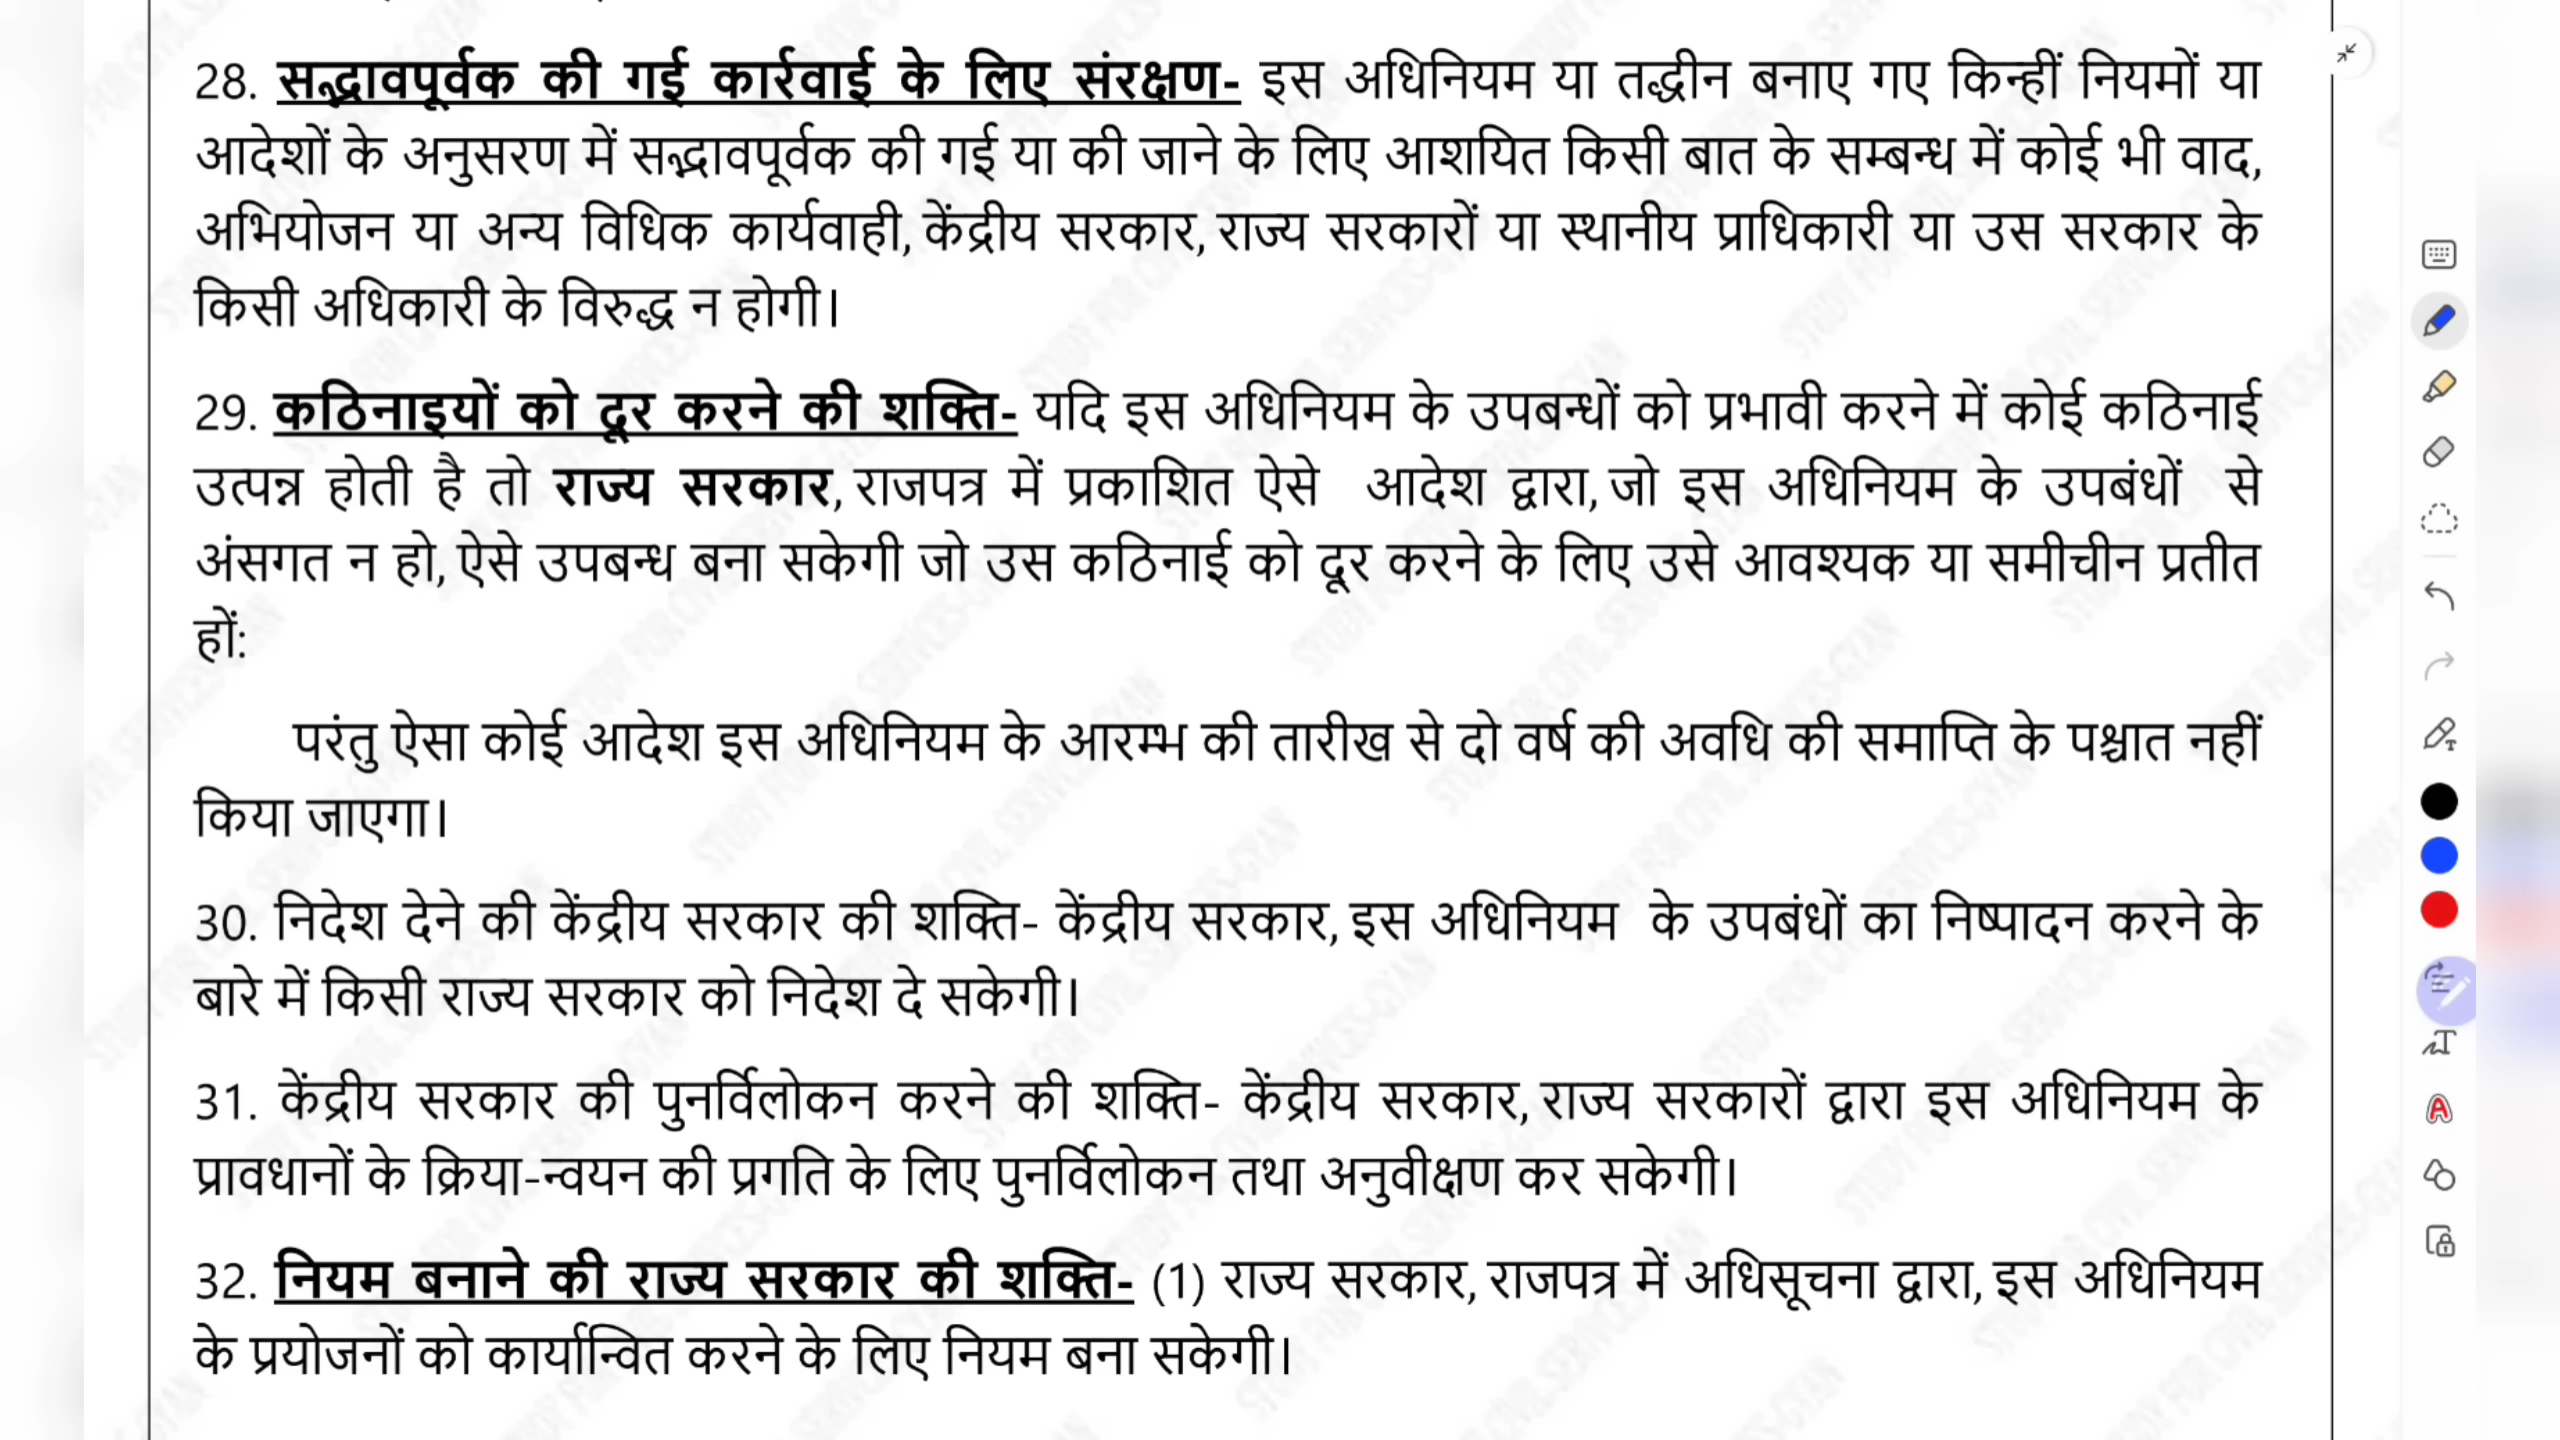 28. सद्भावपूर्वक की गई कार्रवाई के लिए संरक्षण- इस अधिनियम या तद्धीन बनाए गए किन्हीं नियमों या
आदेशों के अनुसरण में सद्भावपूर्वक की गई या की जाने के लिए आशयित किसी बात के सम्बन्ध में कोई भी वाद,
अभियोजन या अन्य विधिक कार्यवाही, केंद्रीय सरकार, राज्य सरकारों या स्थानीय प्राधिकारी या उस सरकार के
किसी अधिकारी के विरुद्ध न होगी।
29. कठिनाइयों को दूर करने की शक्ति- यदि इस अधिनियम के उपबन्धों को प्रभावी करने में कोई कठिनाई
उत्पन्न होती है तो राज्य सरकार, राजपत्र में प्रकाशित ऐसे आदेश द्वारा, जो इस अधिनियम के उपबंधों से
अंसगत न हो, ऐसे उपबन्ध बना सकेगी जो उस कठिनाई को दूर करने के लिए उसे आवश्यक या समीचीन प्रतीत
हों:
परंतु ऐसा कोई आदेश इस अधिनियम के आरम्भ की तारीख से दो वर्ष की अवधि की समाप्ति के पश्चात नहीं
किया जाएगा।
30. निदेश देने की केंद्रीय सरकार की शक्ति- केंद्रीय सरकार, इस अधिनियम के उपबंधों का निष्पादन करने के
बारे में किसी राज्य सरकार को निदेश दे सकेगी।
31. केंद्रीय सरकार की पुनर्विलोकन करने की शक्ति- केंद्रीय सरकार, राज्य सरकारों द्वारा इस अधिनियम के
प्रावधानों के क्रिया-न्वयन की प्रगति के लिए पुनर्विलोकन तथा अनुवीक्षण कर सकेगी।
32. नियम बनाने की राज्य सरकार की शक्ति- (1) राज्य सरकार, राजपत्र में अधिसूचना द्वारा, इस अधिनियम
के प्रयोजनों को कार्यान्वित करने के लिए नियम बना सकेगी।